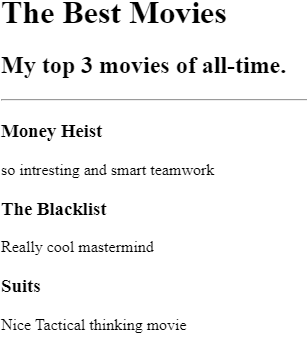 The Best Movies
My top 3 movies of all-time.
Money Heist
so intresting and smart teamwork
The Blacklist
Really cool mastermind
Suits
Nice Tactical thinking movie